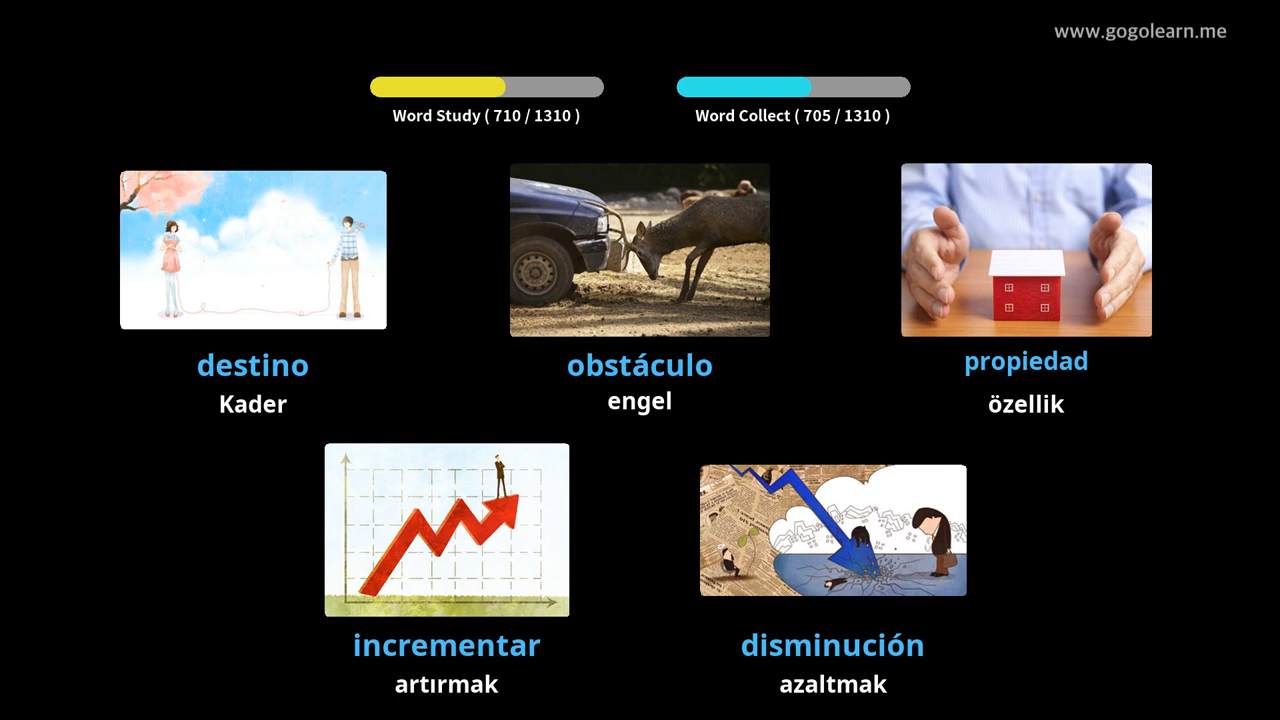 www.gogolearn.me
Word Study ( 710 / 1310 )
Word Collect ( 705 / 1310 )
destino
Kader
obstáculo
engel
propiedad
özellik
incrementar
artırmak
disminución
azaltmak